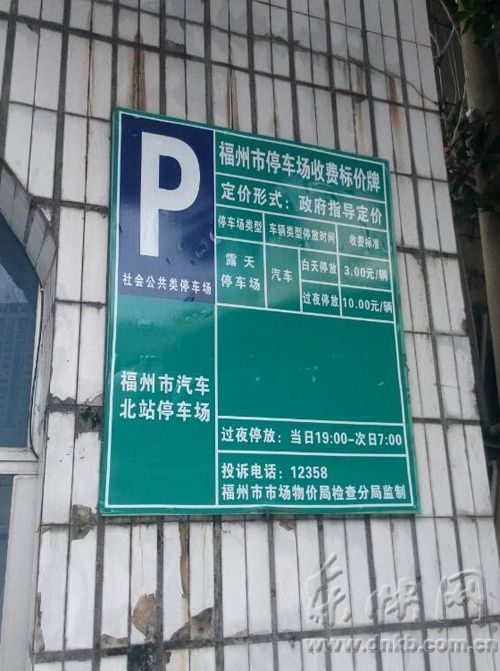 P
社会公共类停车场
福州市汽车
北站停车场
福州市停车场收费标价牌
定价形式：政府指导定价
停车场类型 车辆类型 停放时间 收费标准
露天
停车场
汽车
白天停放 3.00元/辆
过夜停放 10.00元/辆
过夜停放：当日19:00-次日7:00
投诉电话：12358
福州市市场物价局检查分局监制
东快网
www.dnkb.com.cn